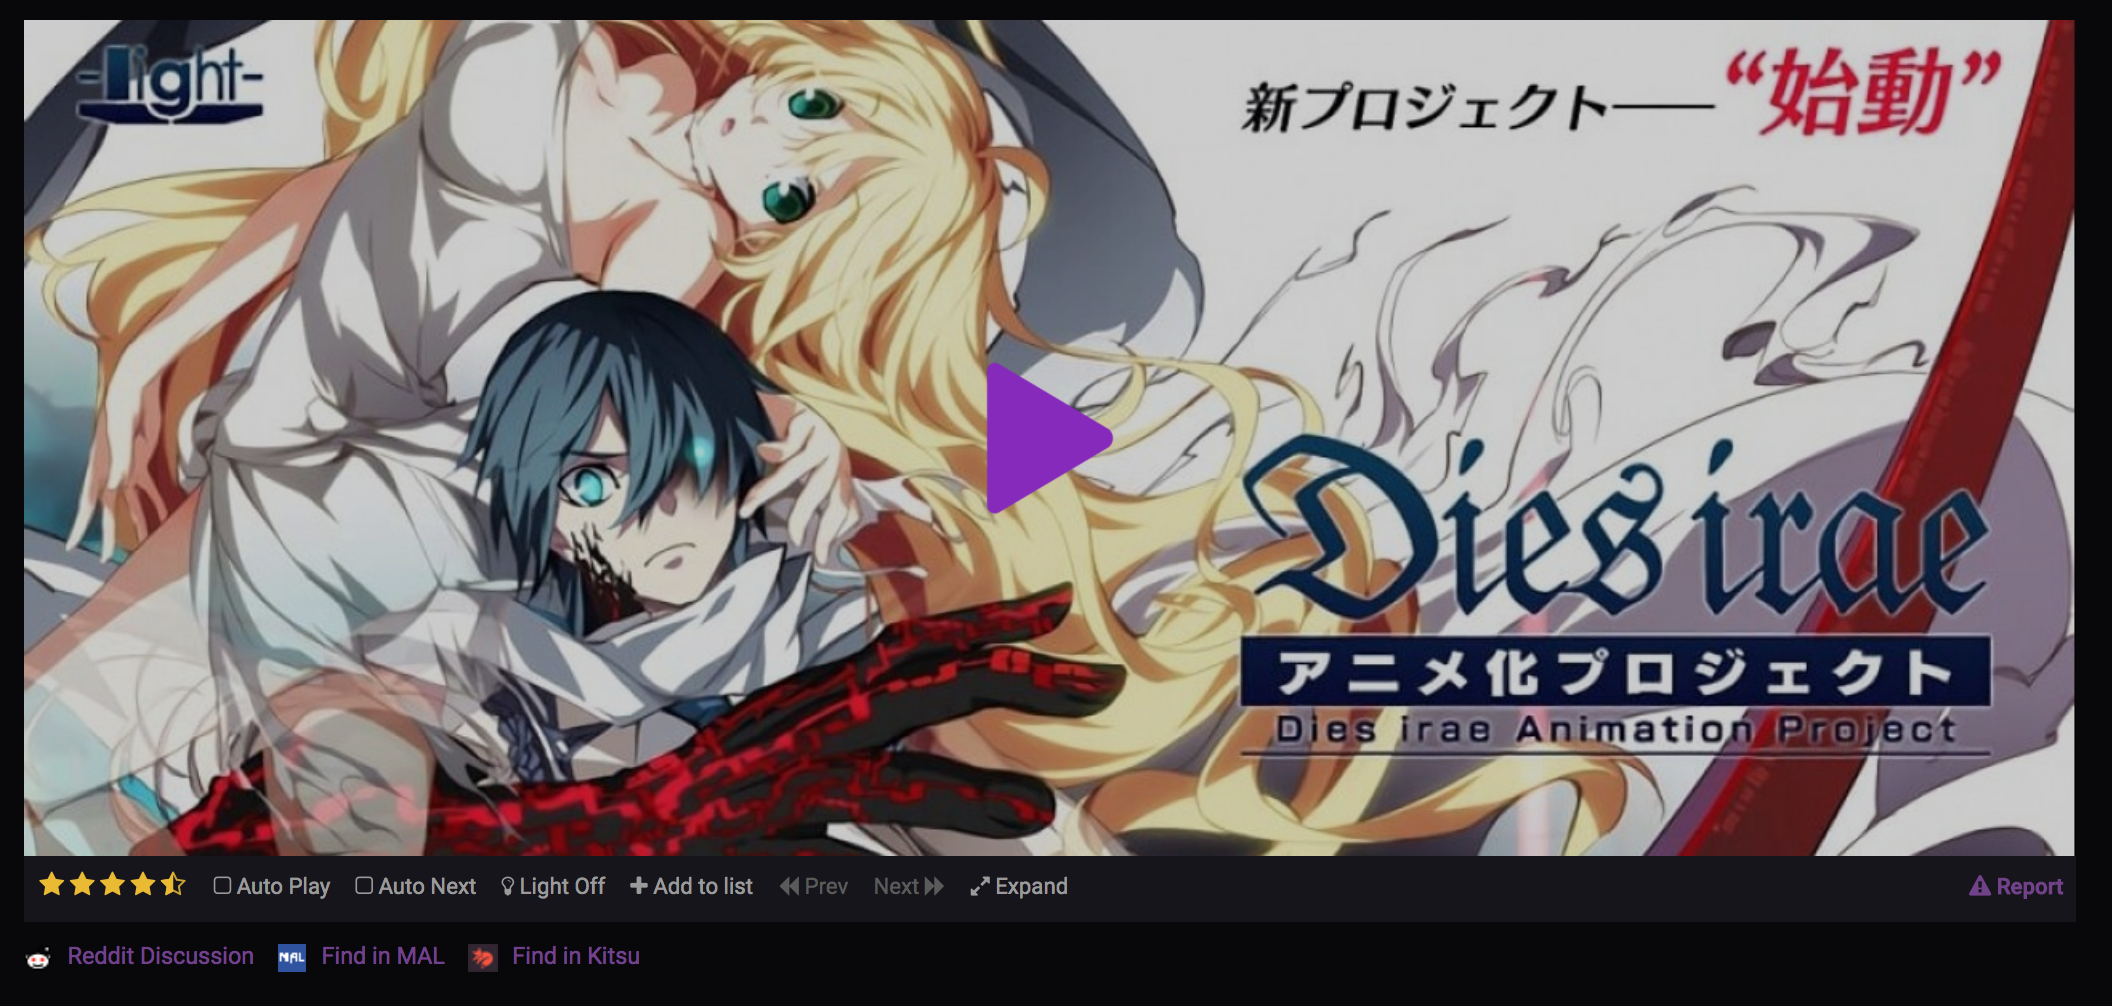 -light-
新プロジェクト——“始動”
Dies irae
アニメ化プロジェクト
Dies irae Animation Project
Auto Play Auto Next Light Off Add to list Prev Next Expand Report
Reddit Discussion MAL Find in MAL Find in Kitsu